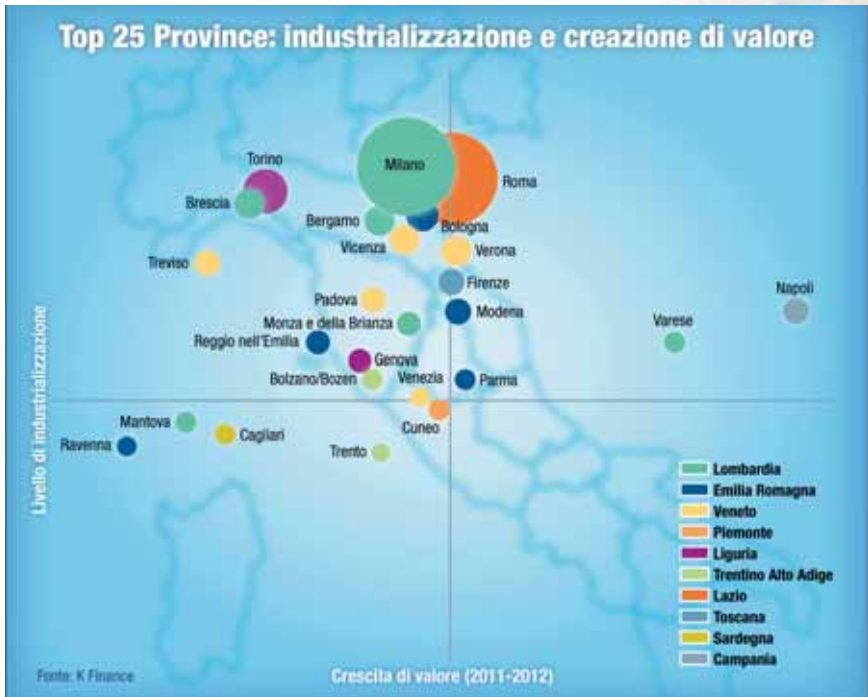 Top 25 Province: industrializzazione e creazione di valore
Torino
Milano
Roma
Brescia
Bergamo
Bologna
Vicenza
Verona
Treviso
Firenze
Napoli
Padova
Modena
Monza e della Brianza
Varese
Reggio nell'Emilia
Genova
Bolzano/Bozen
Venezia
Parma
Mantova
Cuneo
Ravenna
Cagliari
Trento
Livello di industrializzazione
Lombardia
Emilia Romagna
Veneto
Piemonte
Liguria
Trentino Alto Adige
Lazio
Toscana
Sardegna
Campania
Fonte: K Finance
Crescita di valore (2011-2012)